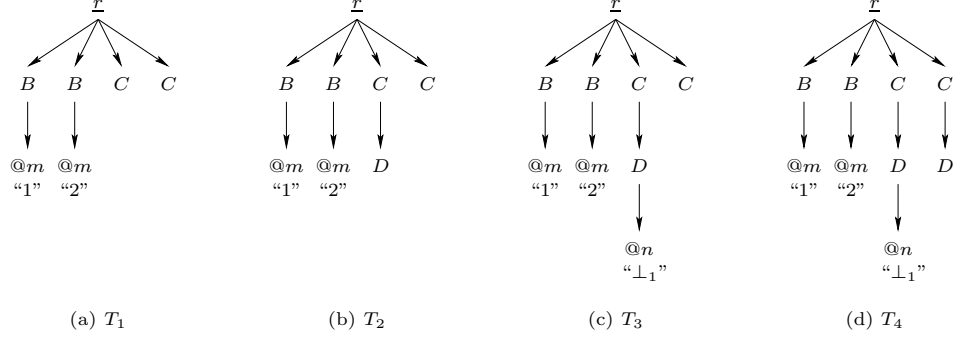 r r r r
B B C C B B C C B B C C B B C C
@m @m @m @m D @m @m D @m @m D D
“1” “2” “1” “2” “1” “2” “1” “2”
@n @n
“⊥1” “⊥1”
(a) T1 (b) T2 (c) T3 (d) T4